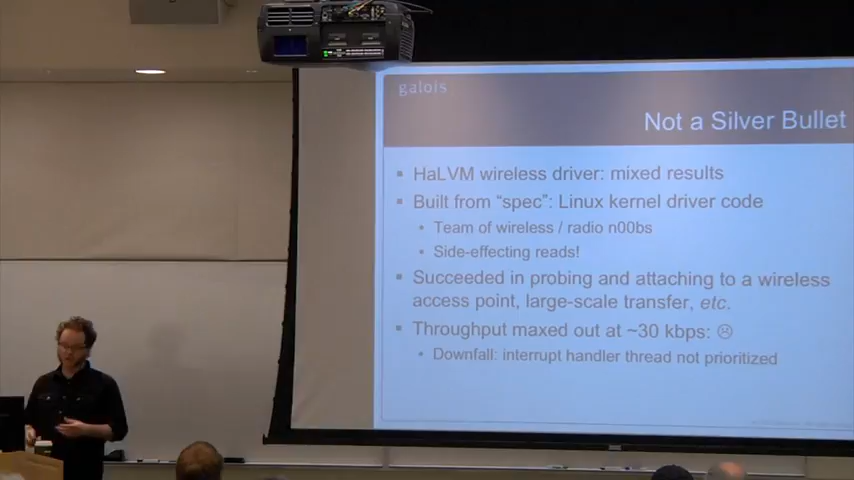 galois
Not a Silver Bullet
HaLVM wireless driver: mixed results
Built from “spec”: Linux kernel driver code
Team of wireless / radio n00bs
Side-effecting reads!
Succeeded in probing and attaching to a wireless
access point, large-scale transfer, etc.
Throughput maxed out at ~30 kbps: ☹
Downfall: interrupt handler thread not prioritized